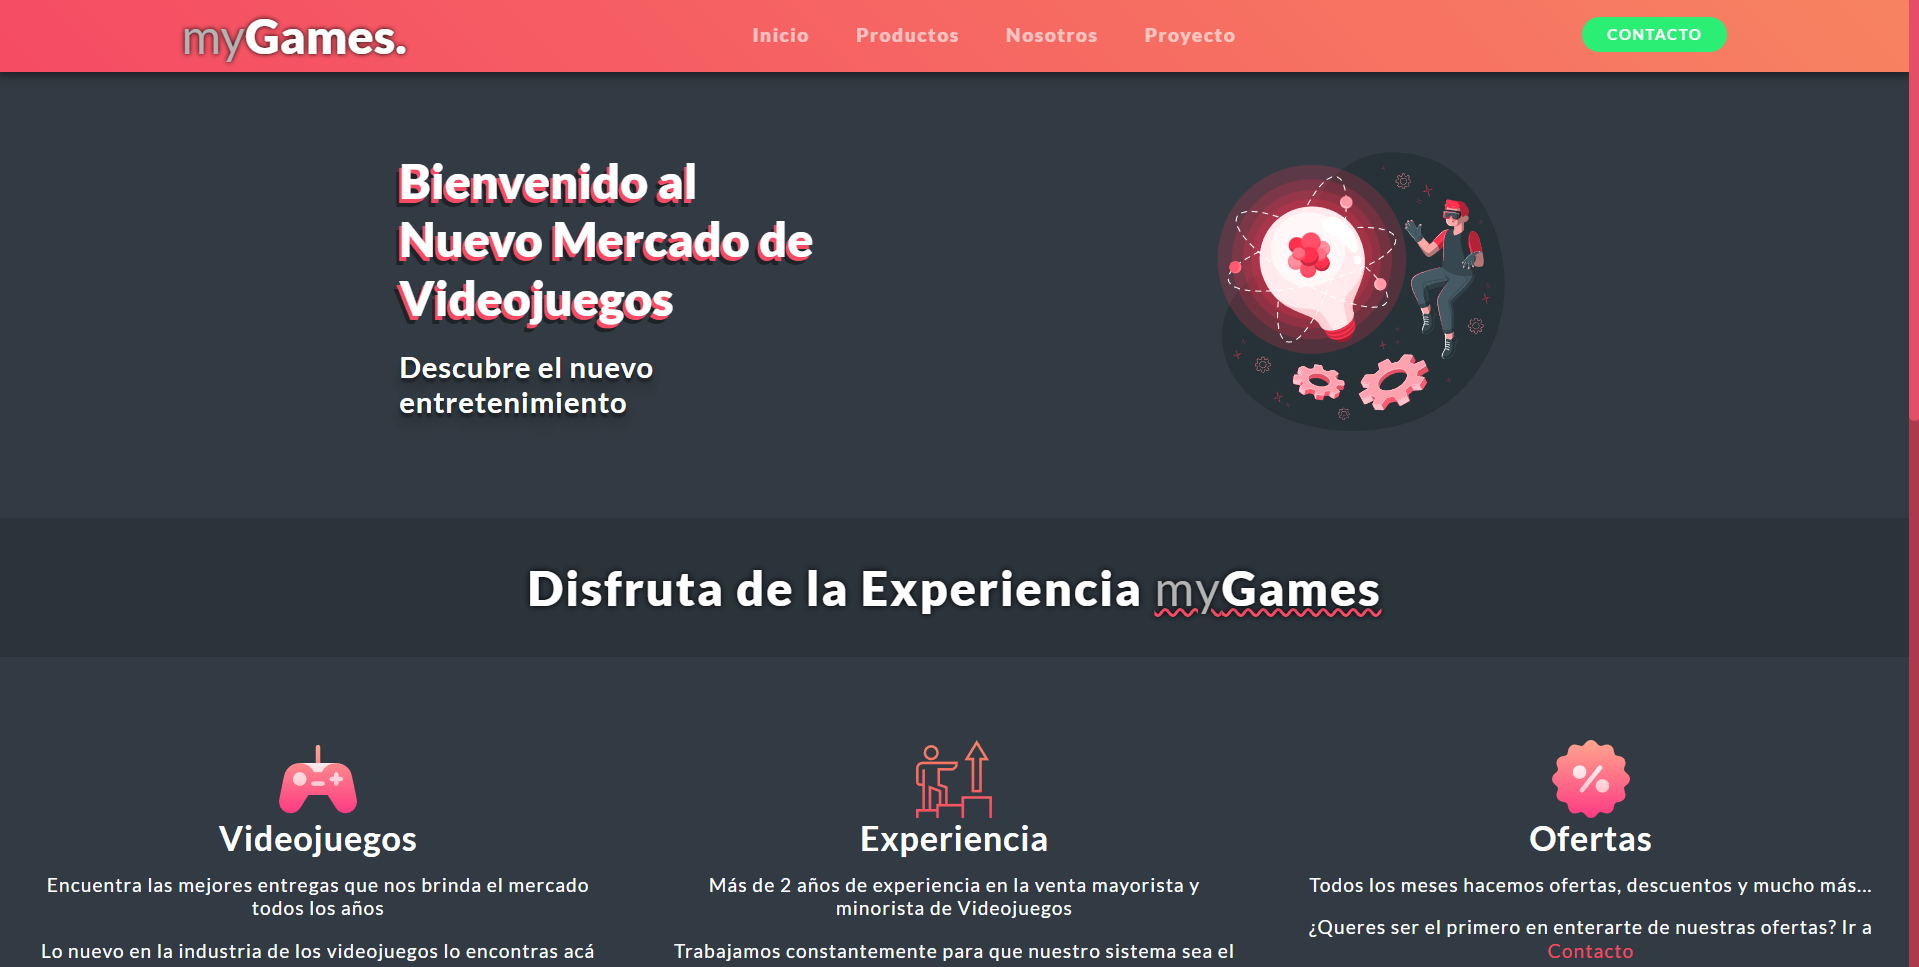 myGames.
Inicio
Productos
Nosotros
Proyecto
CONTACTO
Bienvenido al
Nuevo Mercado de
Videojuegos
Descubre el nuevo
entretenimiento
Disfruta de la Experiencia myGames
Videojuegos
Encuentra las mejores entregas que nos brinda el mercado
todos los años
Lo nuevo en la industria de los videojuegos lo encontras acá
Experiencia
Más de 2 años de experiencia en la venta mayorista y
minorista de Videojuegos
Trabajamos constantemente para que nuestro sistema sea el
Ofertas
Todos los meses hacemos ofertas, descuentos y mucho más...
¿Queres ser el primero en enterarte de nuestras ofertas? Ir a
Contacto